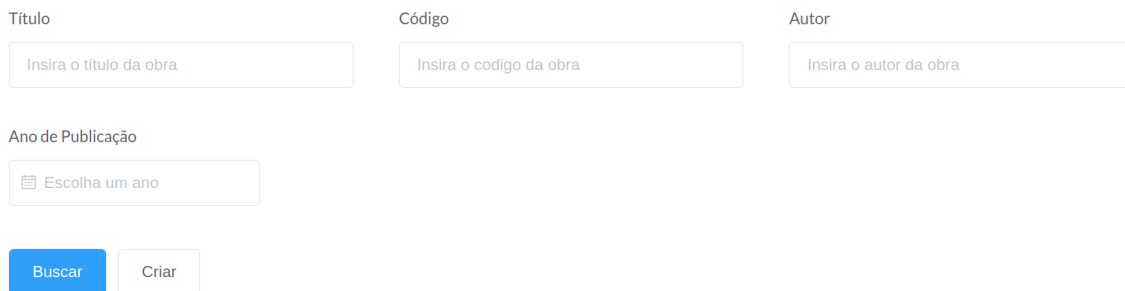 Título Código Autor
Insira o título da obra Insira o codigo da obra Insira o autor da obra
Ano de Publicação
Escolha um ano
Buscar Criar